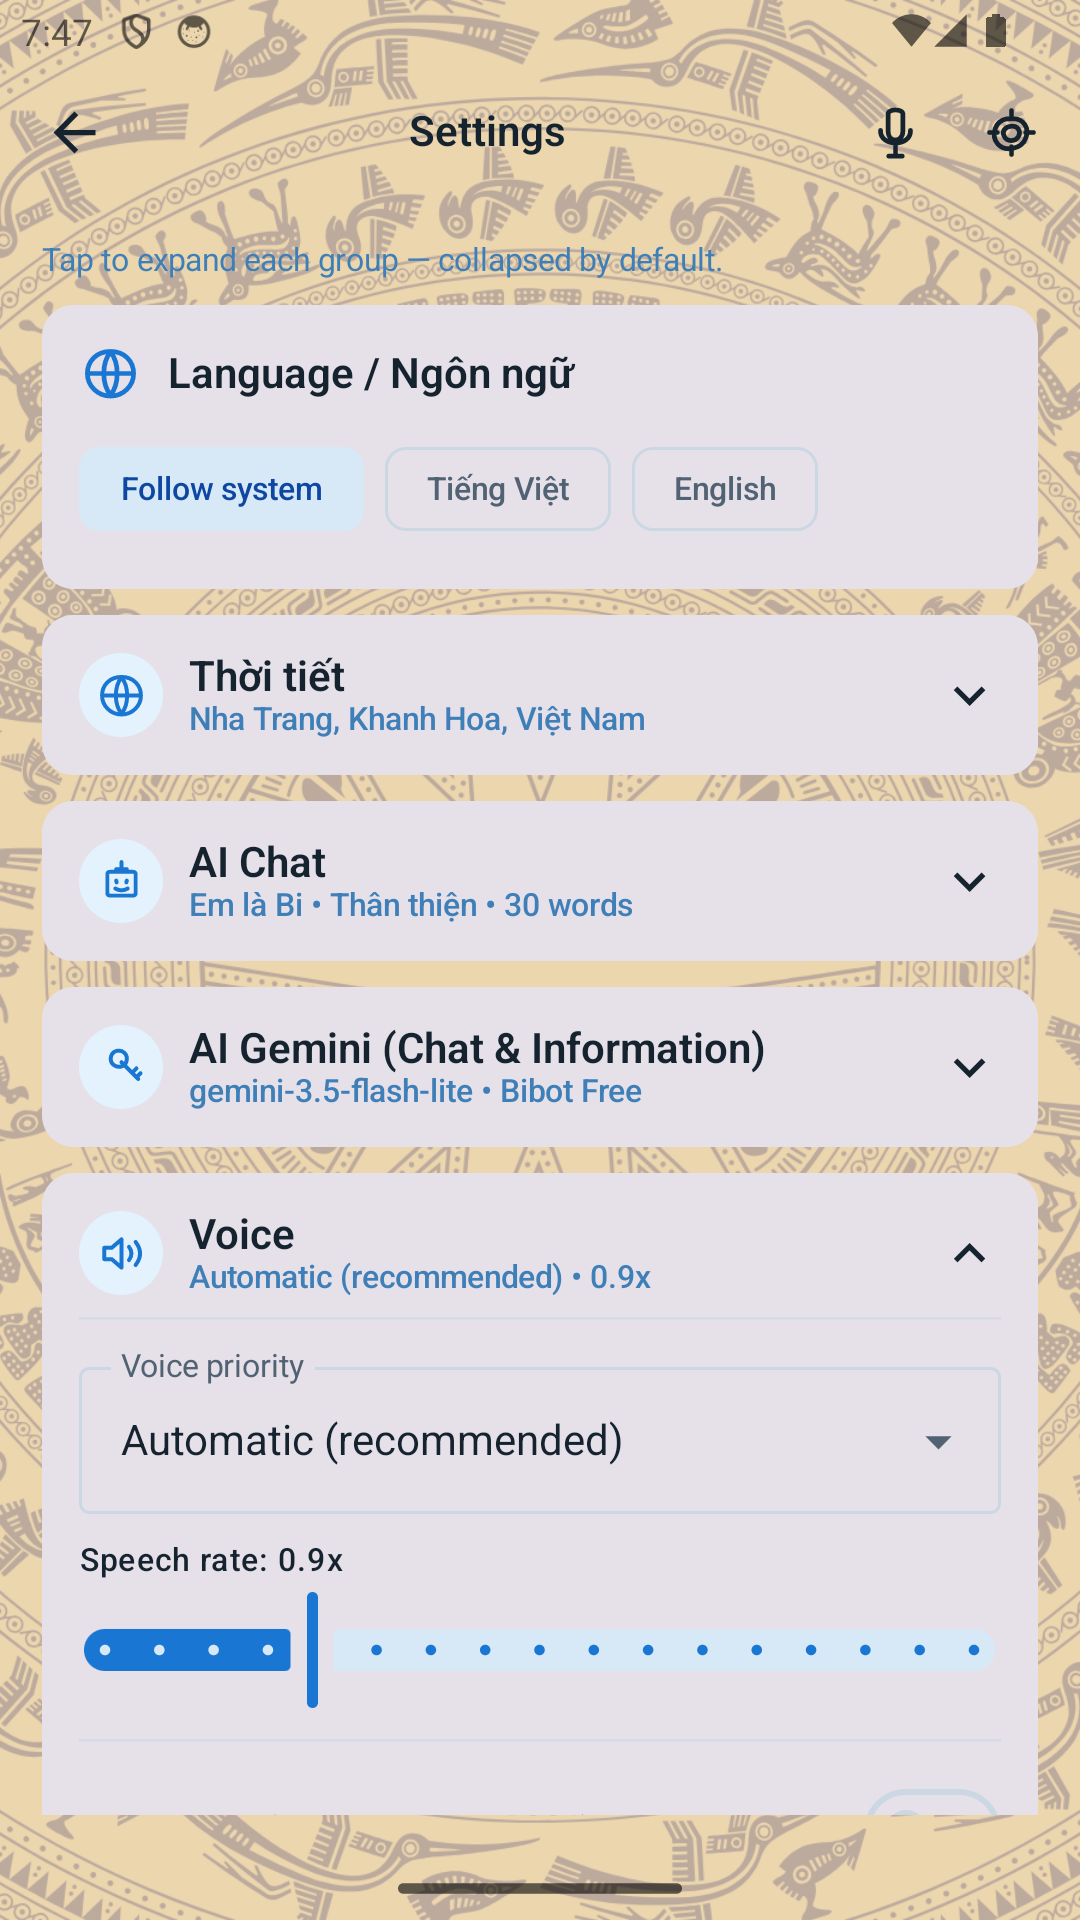 7:47
Settings
Tap to expand each group — collapsed by default.
Language / Ngôn ngữ
Follow system
Tiếng Việt
English
Thời tiết
Nha Trang, Khanh Hoa, Việt Nam
AI Chat
Em là Bi • Thân thiện • 30 words
AI Gemini (Chat & Information)
gemini-3.5-flash-lite • Bibot Free
Voice
Automatic (recommended) • 0.9x
Voice priority
Automatic (recommended)
Speech rate: 0.9x